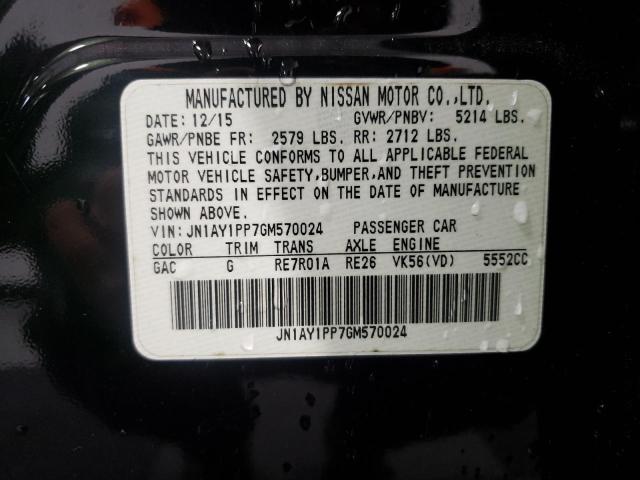 MANUFACTURED BY NISSAN MOTOR CO.,LTD.
DATE: 12/15 GVWR/PNBV: 5214 LBS.
GAWR/PNBE FR: 2579 LBS. RR: 2712 LBS.
THIS VEHICLE CONFORMS TO ALL APPLICABLE FEDERAL
MOTOR VEHICLE SAFETY,BUMPER,AND THEFT PREVENTION
STANDARDS IN EFFECT ON THE DATE OF MANUFACTURE
SHOWN ABOVE.
VIN: JN1AY1PP7GM570024 PASSENGER CAR
COLOR TRIM TRANS AXLE ENGINE
GAC G RE7R01A RE26 VK56(VD) 5552CC
JN1AY1PP7GM570024